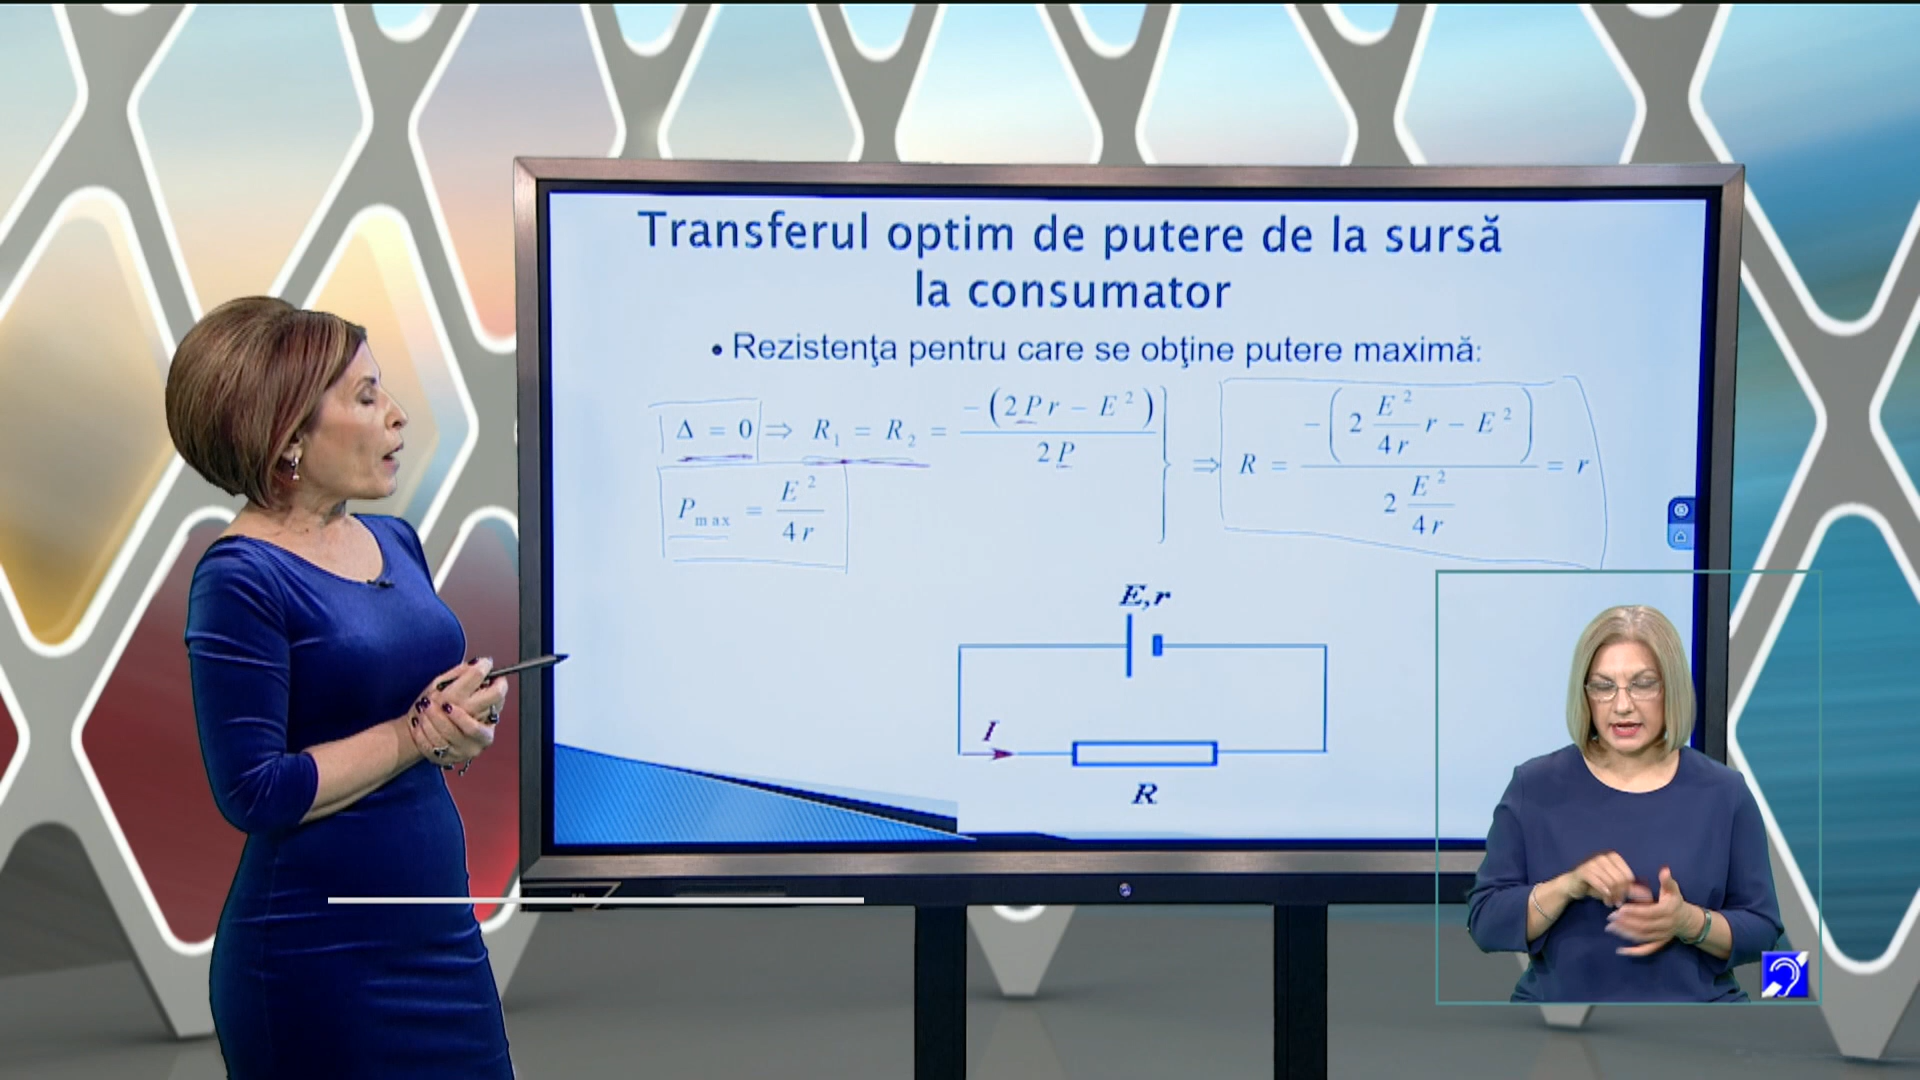 Transferul optim de putere de la sursă
la consumator
• Rezistenţa pentru care se obţine putere maximă:
Δ = 0 ⇒ R₁ = R₂ = −(2Pr − E²) / 2P
P_max = E² / 4r
⇒ R = −(2 E²/4r r − E²) / 2 E²/4r = r
E,r
I
R